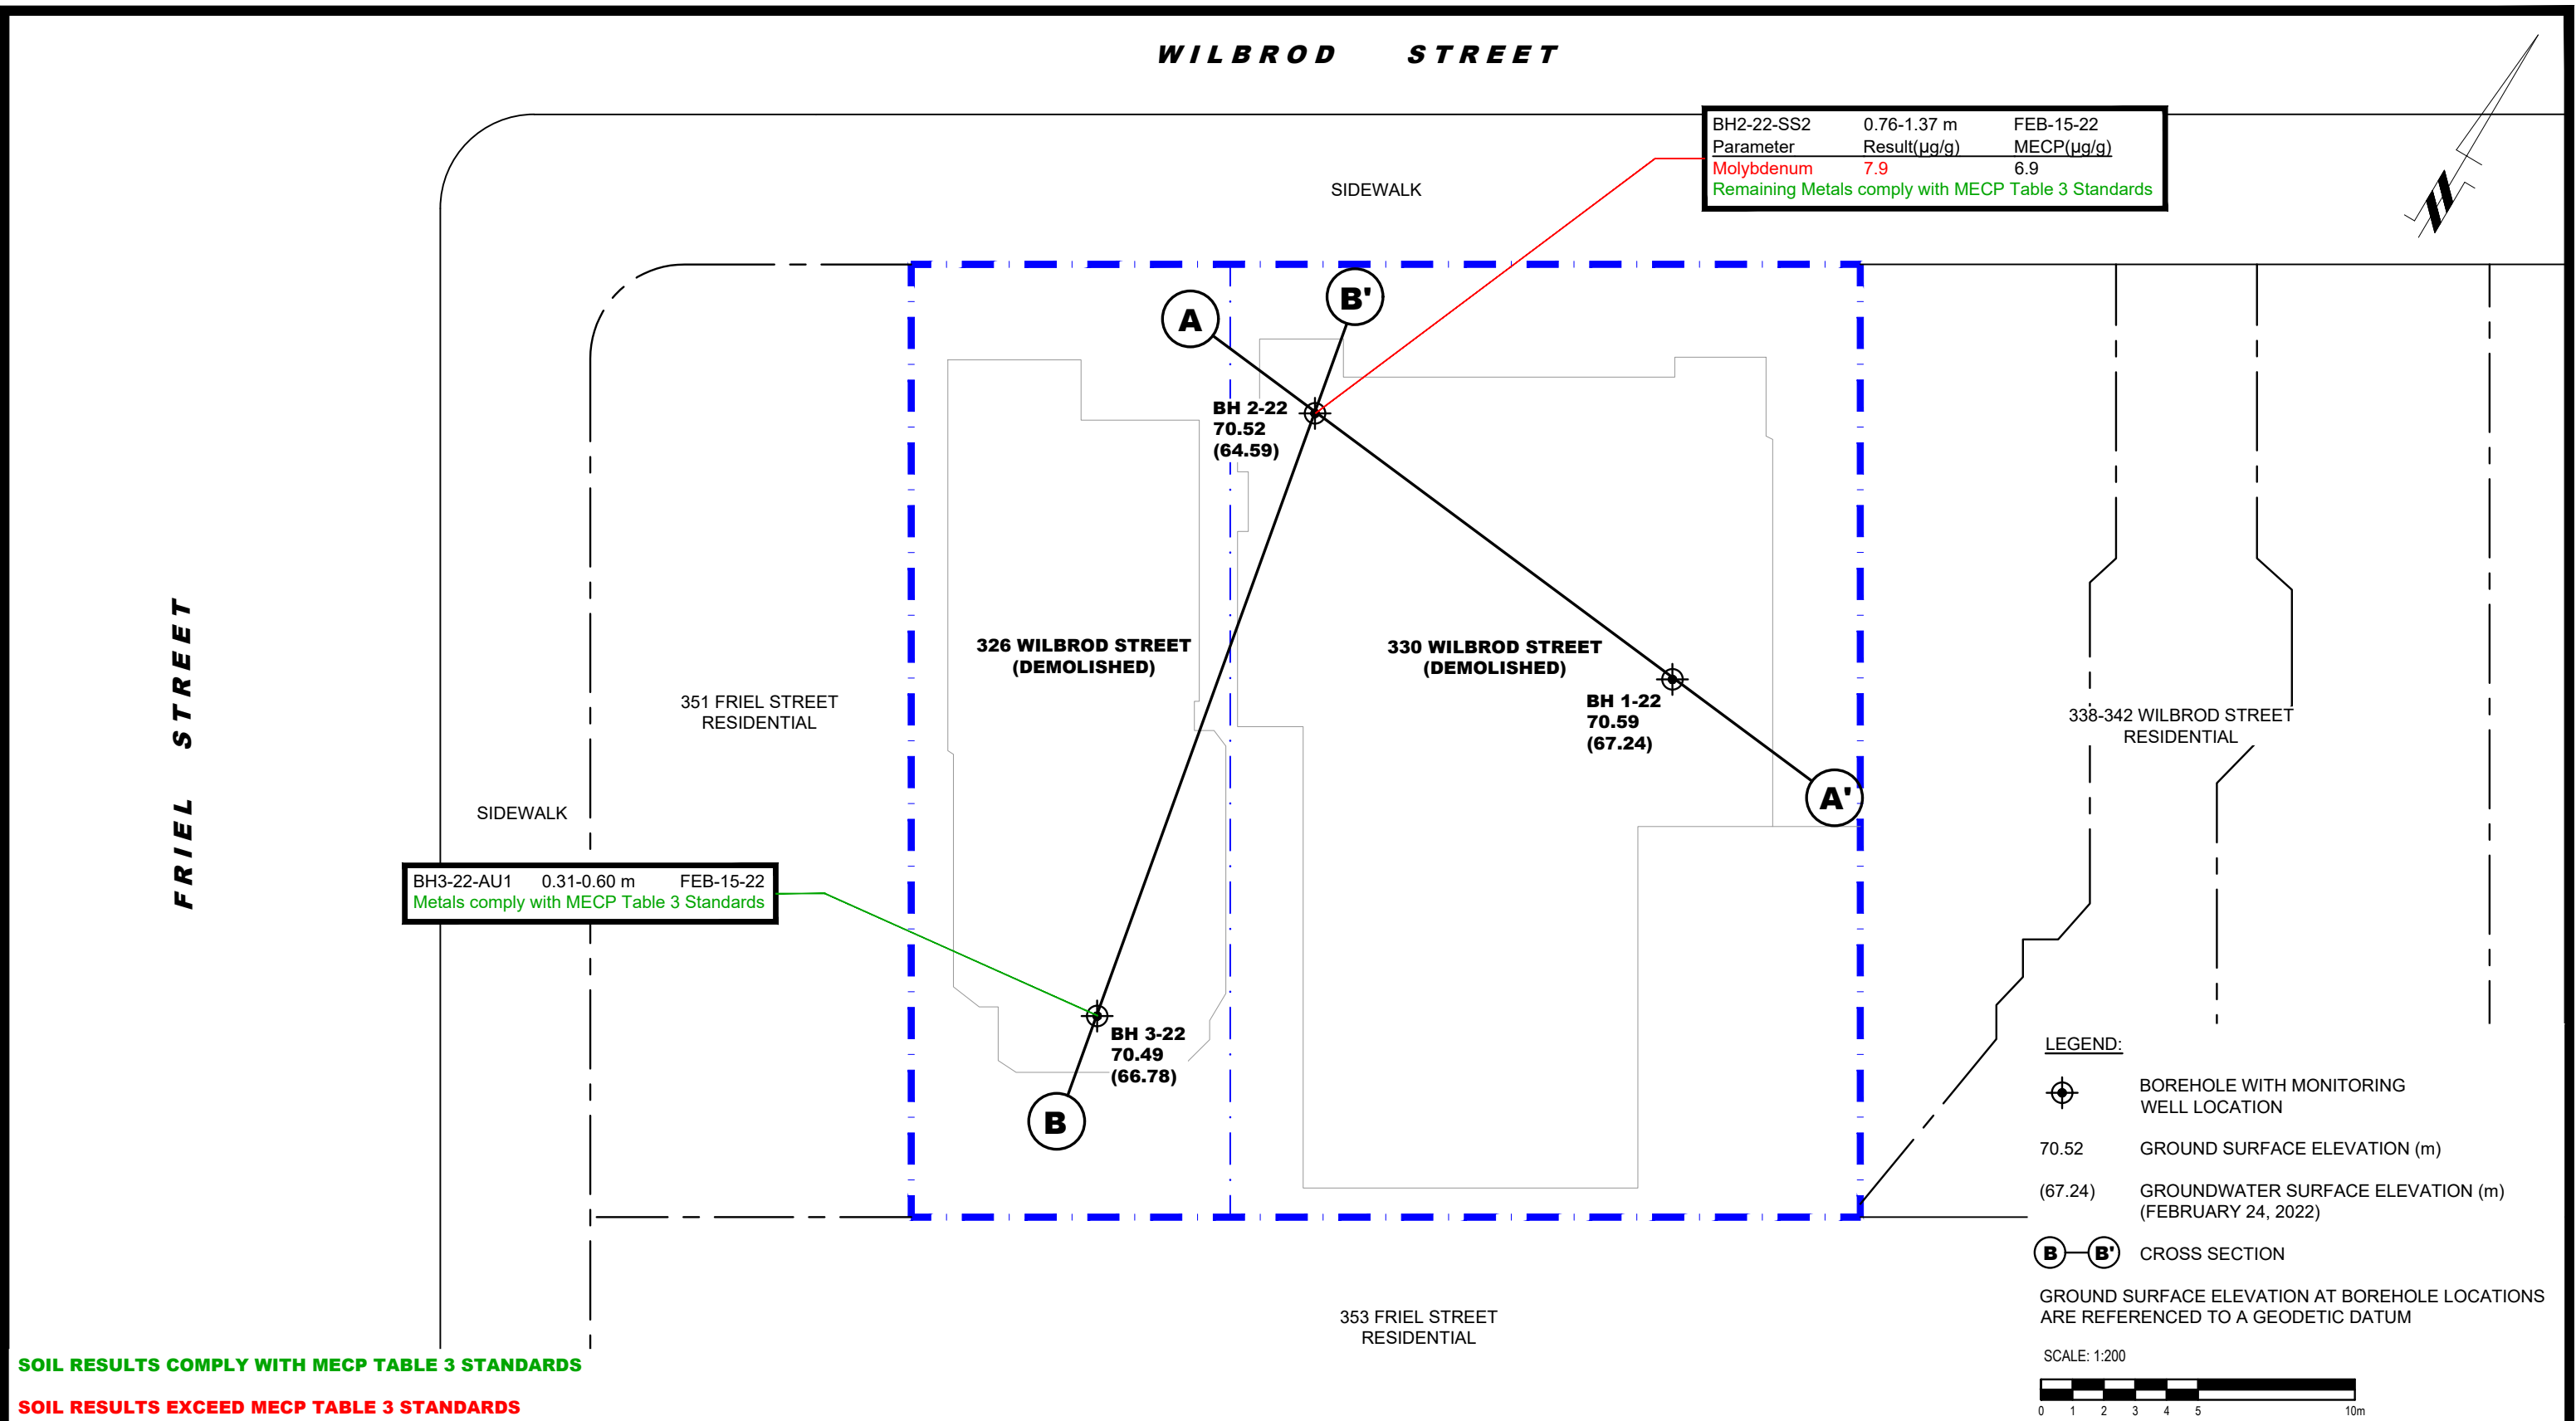 WILBROD STREET
BH2-22-SS2 0.76-1.37 m FEB-15-22
Parameter Result(µg/g) MECP(µg/g)
Molybdenum 7.9 6.9
Remaining Metals comply with MECP Table 3 Standards
SIDEWALK
A
B'
BH 2-22
70.52
(64.59)
FRIEL STREET
326 WILBROD STREET
(DEMOLISHED)
330 WILBROD STREET
(DEMOLISHED)
351 FRIEL STREET
RESIDENTIAL
BH 1-22
70.59
(67.24)
338-342 WILBROD STREET
RESIDENTIAL
A'
SIDEWALK
BH3-22-AU1 0.31-0.60 m FEB-15-22
Metals comply with MECP Table 3 Standards
BH 3-22
70.49
(66.78)
B
LEGEND:
BOREHOLE WITH MONITORING
WELL LOCATION
70.52 GROUND SURFACE ELEVATION (m)
(67.24) GROUNDWATER SURFACE ELEVATION (m)
(FEBRUARY 24, 2022)
B B' CROSS SECTION
GROUND SURFACE ELEVATION AT BOREHOLE LOCATIONS
ARE REFERENCED TO A GEODETIC DATUM
353 FRIEL STREET
RESIDENTIAL
SCALE: 1:200
0 1 2 3 4 5 10m
SOIL RESULTS COMPLY WITH MECP TABLE 3 STANDARDS
SOIL RESULTS EXCEED MECP TABLE 3 STANDARDS